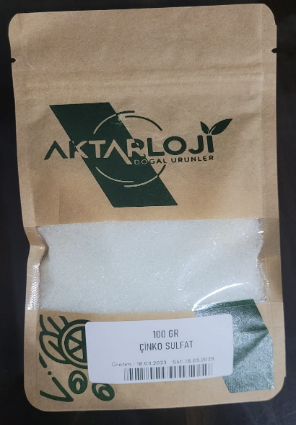 AKTARLOJİ
DOĞAL ÜRÜNLER
100 GR
ÇİNKO SULFAT